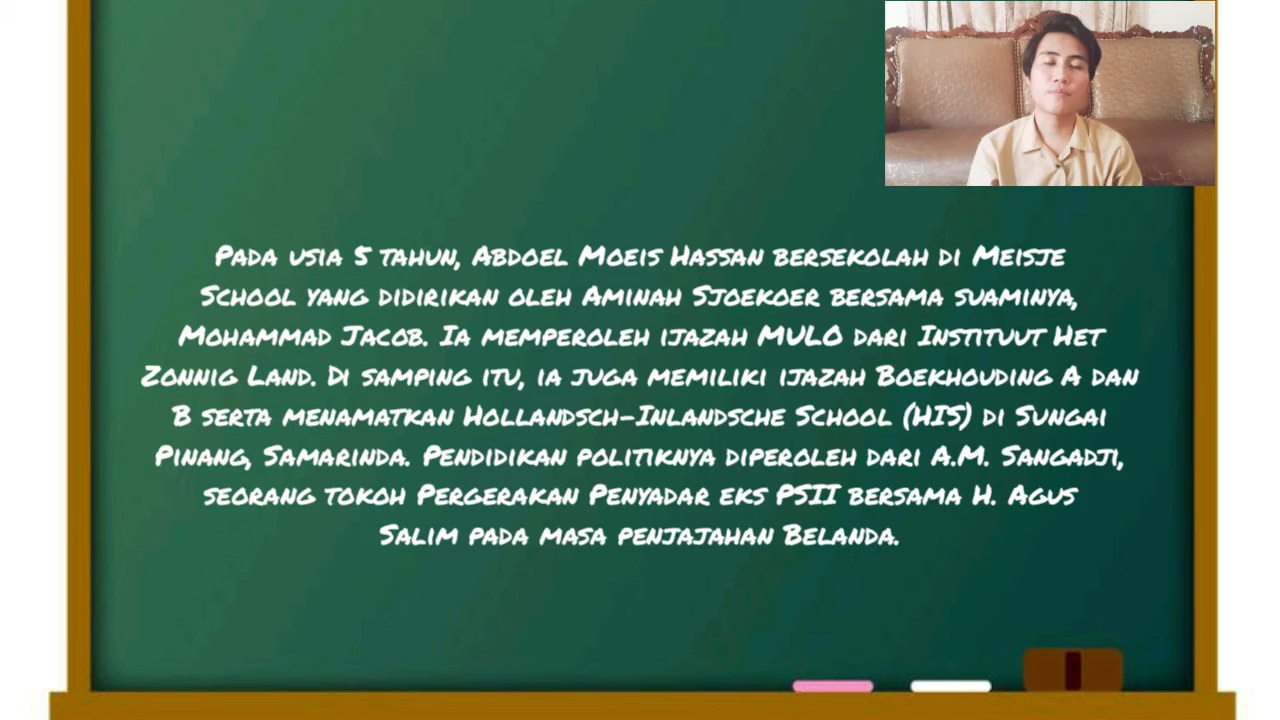 Pada usia 5 tahun, Abdoel Moeis Hassan bersekolah di Meisje
School yang didirikan oleh Aminah Sjoekoer bersama suaminya,
Mohammad Jacob. Ia memperoleh ijazah MULO dari Instituut Het
Zonnig Land. Di samping itu, ia juga memiliki ijazah Boekhouding A dan
B serta menamatkan Hollandsch-Inlandsche School (HIS) di Sungai
Pinang, Samarinda. Pendidikan politiknya diperoleh dari A.M. Sangadji,
seorang tokoh Pergerakan Penyadar eks PSII bersama H. Agus
Salim pada masa penjajahan Belanda.